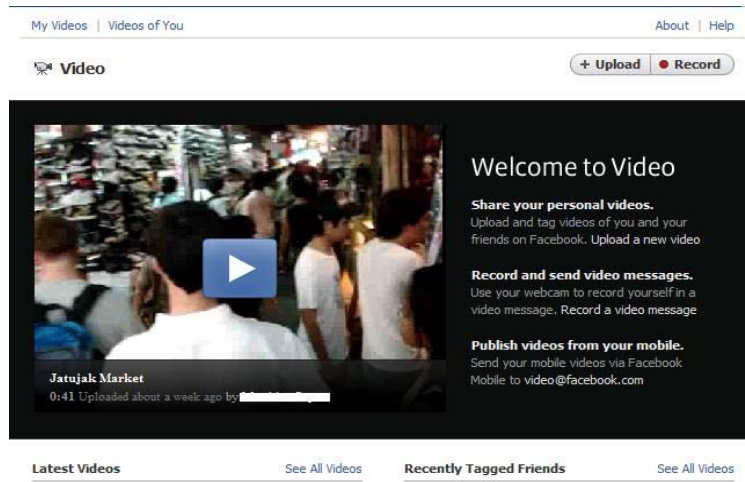 My Videos | Videos of You
About | Help
Video
+ Upload
Record
Welcome to Video
Share your personal videos.
Upload and tag videos of you and your
friends on Facebook. Upload a new video
Record and send video messages.
Use your webcam to record yourself in a
video message. Record a video message
Publish videos from your mobile.
Send your mobile videos via Facebook
Mobile to video@facebook.com
Jatujak Market
0:41 Uploaded about a week ago by
Latest Videos
See All Videos
Recently Tagged Friends
See All Videos